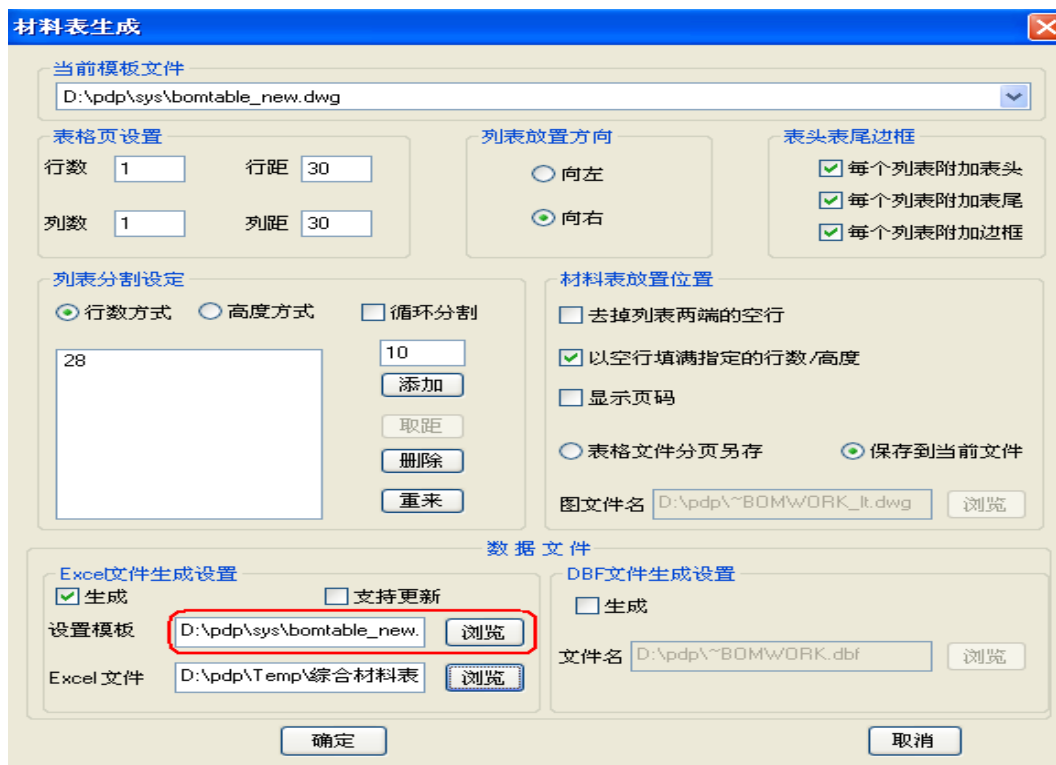 材料表生成
当前模板文件
D:\pdp\sys\bomtable_new.dwg
表格页设置
行数 1 行距 30
列数 1 列距 30
列表放置方向
向左
向右
表头表尾边框
每个列表附加表头
每个列表附加表尾
每个列表附加边框
列表分割设定
行数方式 高度方式 循环分割
28
10
添加
取距
删除
重来
材料表放置位置
去掉列表两端的空行
以空行填满指定的行数/高度
显示页码
表格文件分页另存 保存到当前文件
图文件名 D:\pdp\~BOMWORK_lt.dwg 浏览
数据文件
Excel文件生成设置
生成 支持更新
设置模板 D:\pdp\sys\bomtable_new. 浏览
Excel文件 D:\pdp\Temp\综合材料表 浏览
DBF文件生成设置
生成
文件名 D:\pdp\~BOMWORK.dbf 浏览
确定 取消